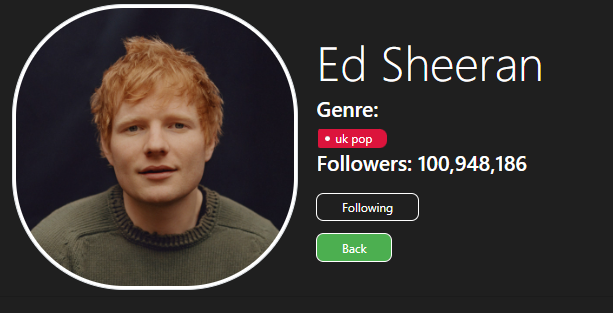 Ed Sheeran
Genre:
• uk pop
Followers: 100,948,186
Following
Back